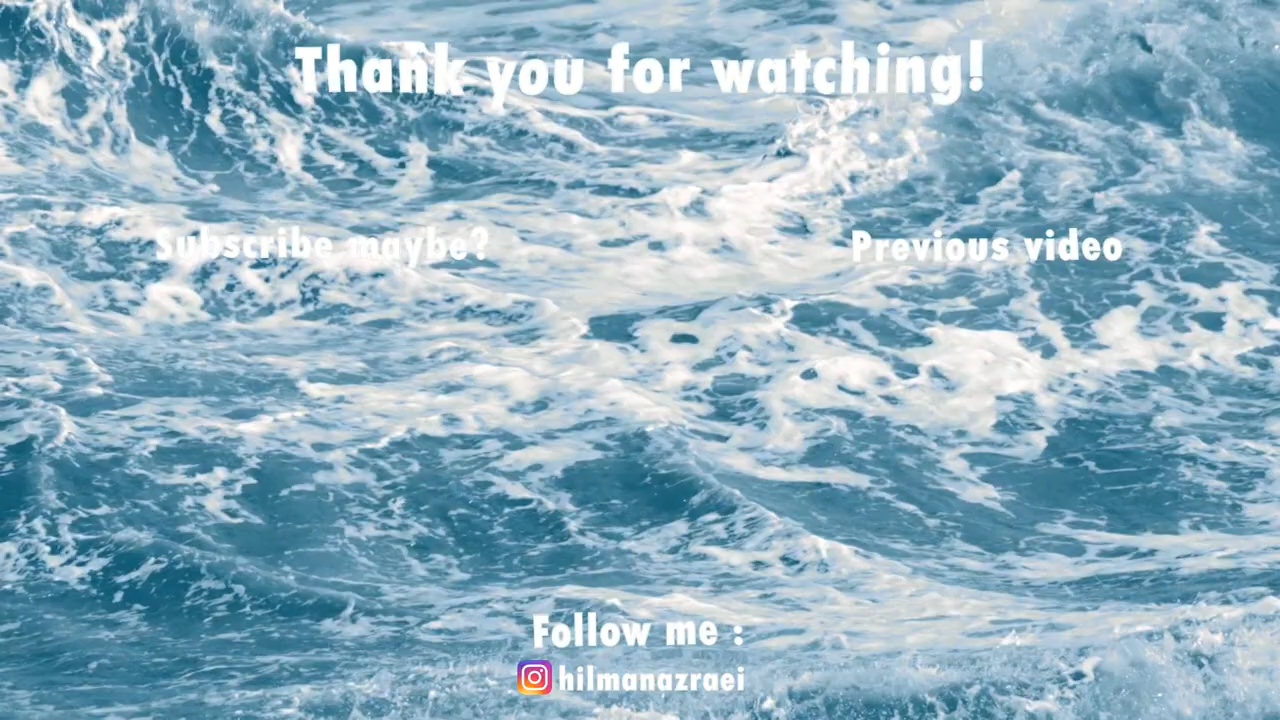 Thank you for watching!
Subscribe maybe?
Previous video
Follow me :
hilmanazraei